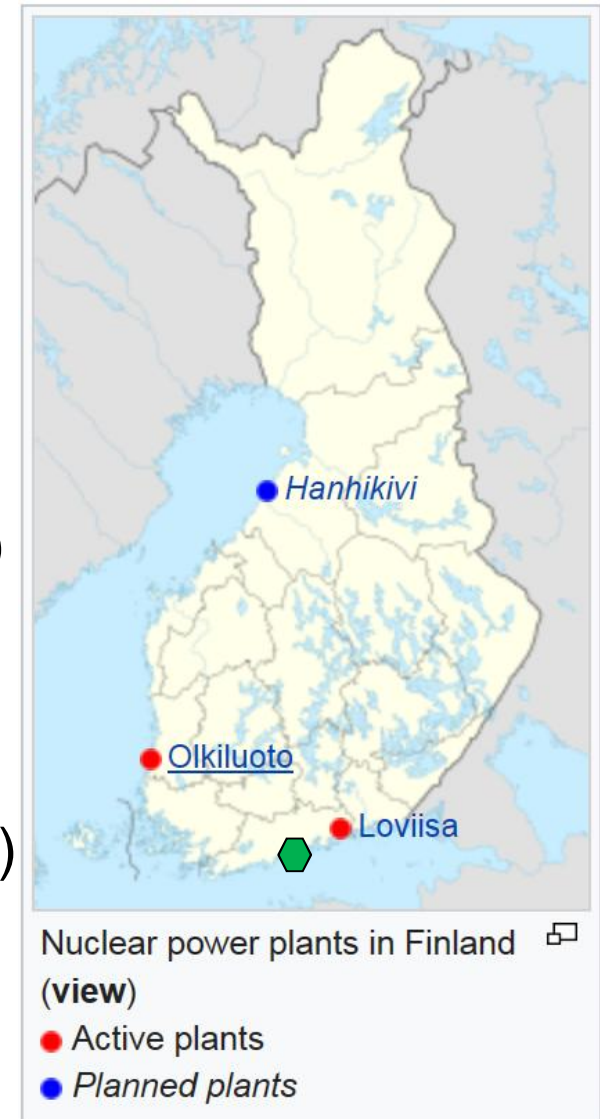 Hanhikivi
)
Olkiluoto
Loviisa
)
Nuclear power plants in Finland
(view)
Active plants
Planned plants